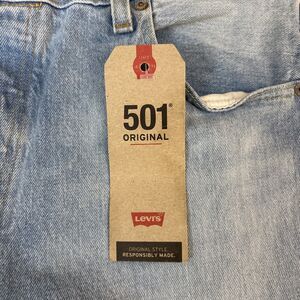 501®
ORIGINAL
Levi's
ORIGINAL STYLE.
RESPONSIBLY MADE.